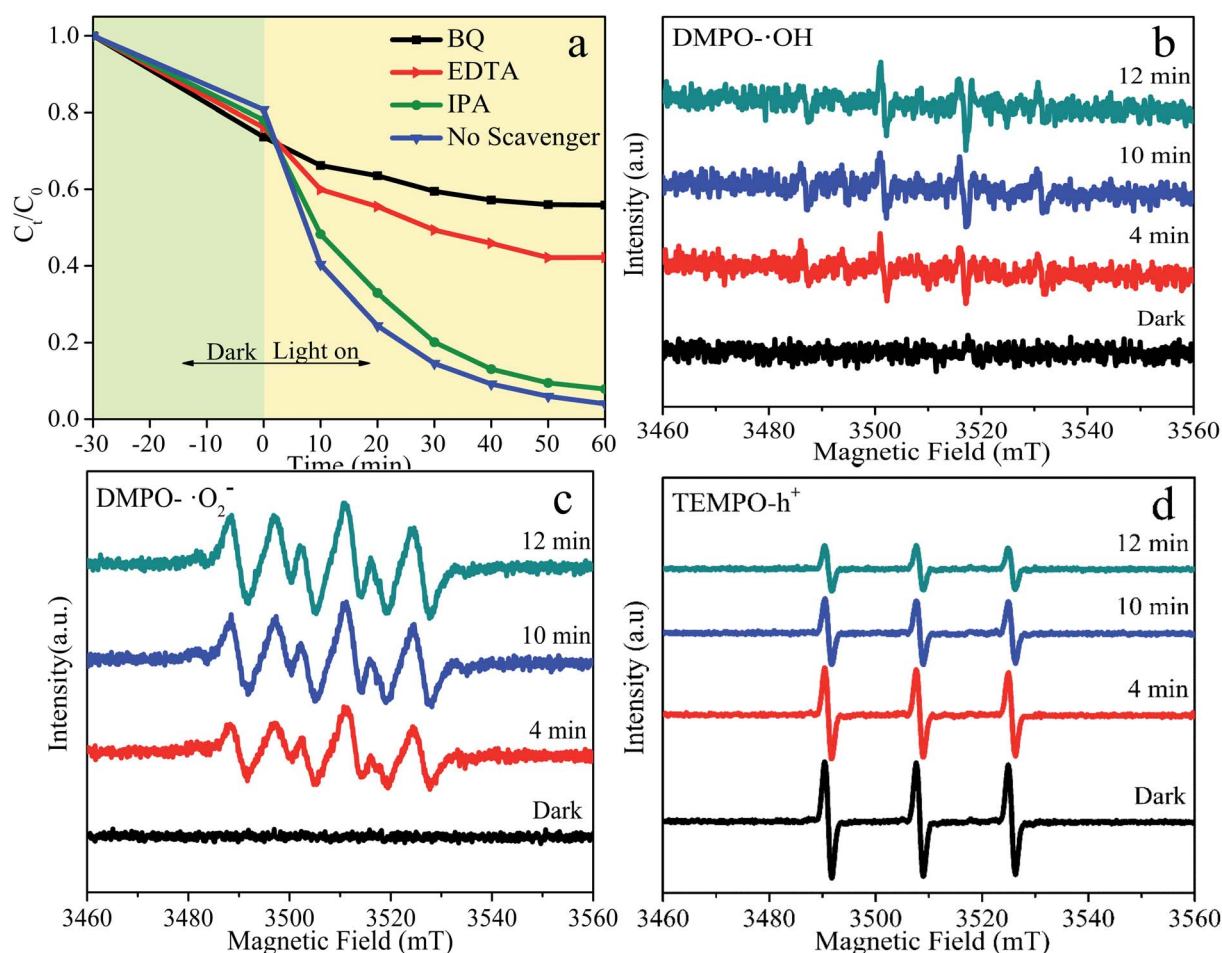 a
BQ
EDTA
IPA
No Scavenger
1.0
0.8
0.6
0.4
0.2
0.0
Ct/C0
Dark Light on
-30 -20 -10 0 10 20 30 40 50 60
Time (min)
b
DMPO-·OH
12 min
10 min
4 min
Dark
Intensity (a.u)
3460 3480 3500 3520 3540 3560
Magnetic Field (mT)
c
DMPO- ·O₂⁻
12 min
10 min
4 min
Dark
Intensity(a.u.)
3460 3480 3500 3520 3540 3560
Magnetic Field (mT)
d
TEMPO-h⁺
12 min
10 min
4 min
Dark
Intensity (a.u)
3460 3480 3500 3520 3540 3560
Magnetic Field (mT)